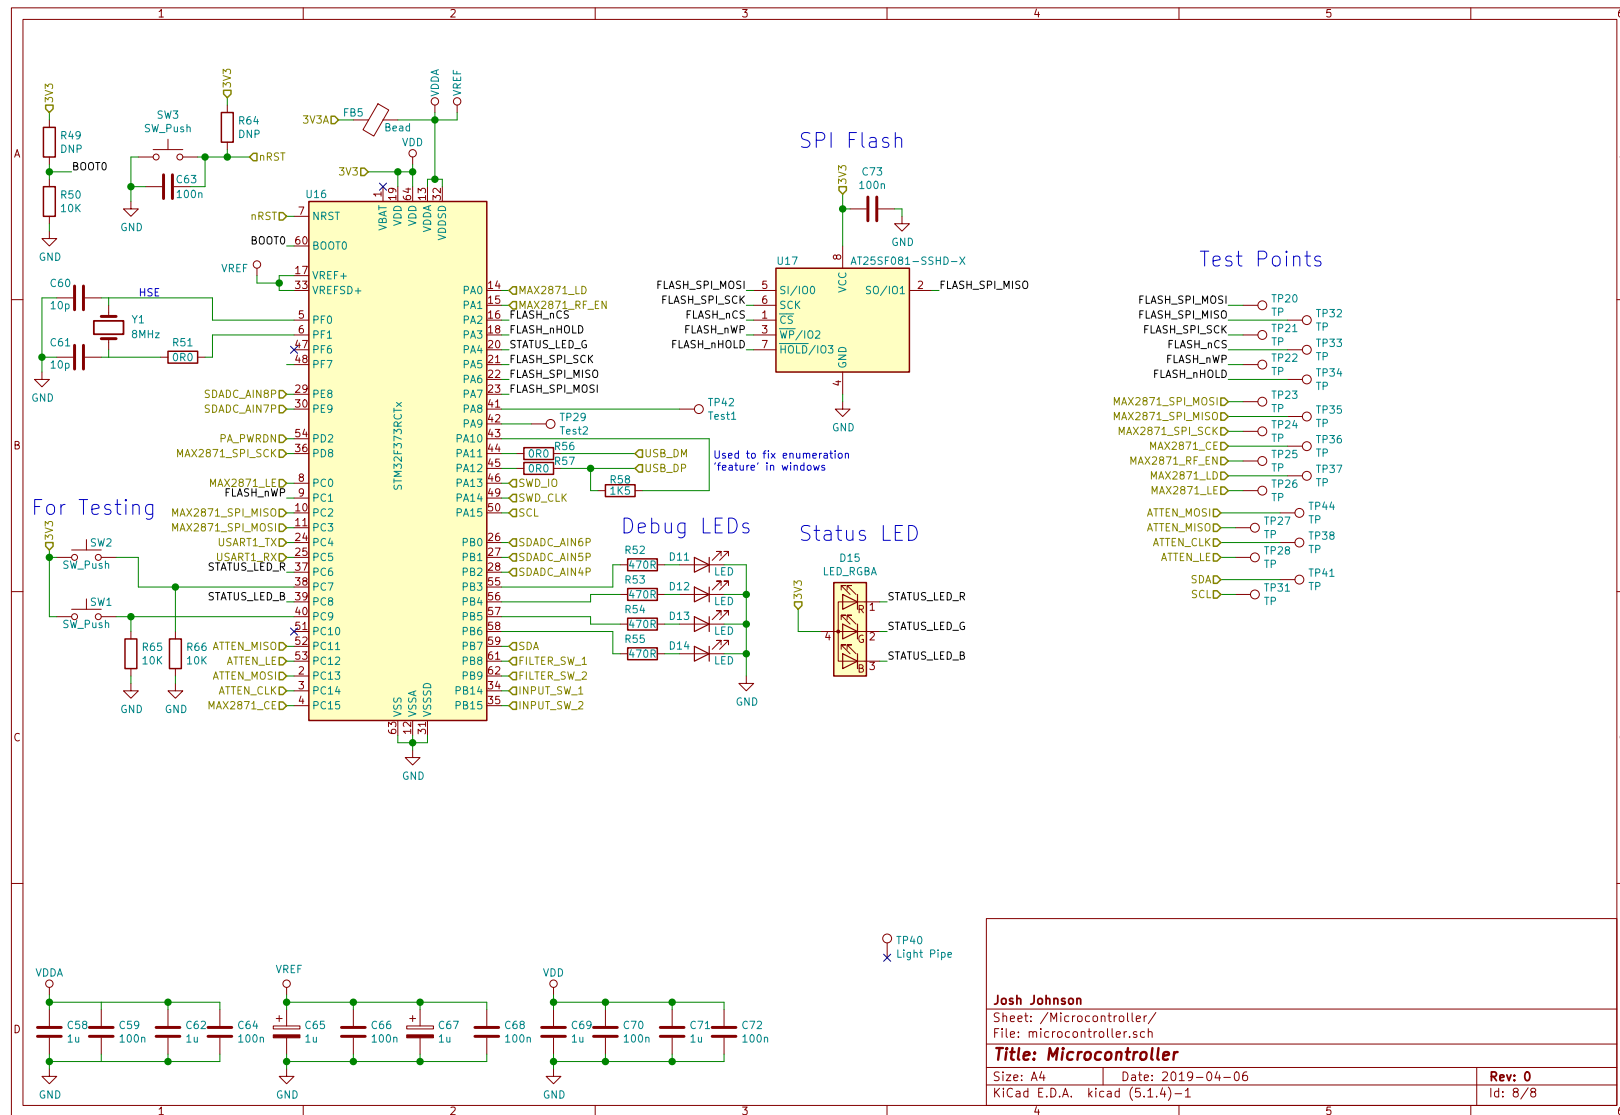 1 2 3 4 5
A
B
C
D
3V3
R49
DNP
BOOT0
R50
10K
GND
SW3
SW_Push
3V3
R64
DNP
nRST
C63
100n
GND
3V3A
FB5
Bead
VDDA
VREF
VDD
3V3
U16
STM32F373RCTx
1 VBAT
19 VDD
64 VDD
13 VDDA
32 VDDSD
nRST 7 NRST
BOOT0 60 BOOT0
VREF
17 VREF+
33 VREFSD+
C60
10p
HSE
Y1
8MHz
C61
10p
R51
0R0
GND
5 PF0
6 PF1
47 PF6
48 PF7
SDADC_AIN8P 29 PE8
SDADC_AIN7P 30 PE9
PA_PWRDN 54 PD2
MAX2871_SPI_SCK 36 PD8
MAX2871_LE 8 PC0
FLASH_nWP 9 PC1
MAX2871_SPI_MISO 10 PC2
MAX2871_SPI_MOSI 11 PC3
USART1_TX 24 PC4
USART1_RX 25 PC5
STATUS_LED_R 37 PC6
38 PC7
STATUS_LED_B 39 PC8
40 PC9
51 PC10
ATTEN_MISO 52 PC11
ATTEN_LE 53 PC12
ATTEN_MOSI 2 PC13
ATTEN_CLK 3 PC14
MAX2871_CE 4 PC15
For Testing
3V3
SW2
SW_Push
SW1
SW_Push
R65
10K
R66
10K
GND
GND
63 VSS
12 VSSA
31 VSSSD
GND
PA0 14 MAX2871_LD
PA1 15 MAX2871_RF_EN
PA2 16 FLASH_nCS
PA3 18 FLASH_nHOLD
PA4 20 STATUS_LED_G
PA5 21 FLASH_SPI_SCK
PA6 22 FLASH_SPI_MISO
PA7 23 FLASH_SPI_MOSI
PA8 41
TP42
Test1
PA9 42
TP29
Test2
PA10 43
PA11 44 0R0 R56 USB_DM
PA12 45 0R0 R57 USB_DP
R58
1K5
Used to fix enumeration
'feature' in windows
PA13 46 SWD_IO
PA14 49 SWD_CLK
PA15 50 SCL
PB0 26 SDADC_AIN6P
PB1 27 SDADC_AIN5P
PB2 28 SDADC_AIN4P
PB3 55
PB4 56
PB5 57
PB6 58
PB7 59 SDA
PB8 61 FILTER_SW_1
PB9 62 FILTER_SW_2
PB14 34 INPUT_SW_1
PB15 35 INPUT_SW_2
Debug LEDs
R52
470R
D11
LED
R53
470R
D12
LED
R54
470R
D13
LED
R55
470R
D14
LED
GND
SPI Flash
3V3
C73
100n
GND
U17
AT25SF081-SSHD-X
8 VCC
FLASH_SPI_MOSI 5 SI/IO0
FLASH_SPI_SCK 6 SCK
FLASH_nCS 1 CS
FLASH_nWP 3 WP/IO2
FLASH_nHOLD 7 HOLD/IO3
SO/IO1 2 FLASH_SPI_MISO
GND 4
GND
Status LED
D15
LED_RGBA
3V3
4
R 1 STATUS_LED_R
G 2 STATUS_LED_G
B 3 STATUS_LED_B
Test Points
FLASH_SPI_MOSI TP20 TP
FLASH_SPI_MISO TP32 TP
FLASH_SPI_SCK TP21 TP
FLASH_nCS TP33 TP
FLASH_nWP TP22 TP
FLASH_nHOLD TP34 TP
MAX2871_SPI_MOSI TP23 TP
MAX2871_SPI_MISO TP35 TP
MAX2871_SPI_SCK TP24 TP
MAX2871_CE TP36 TP
MAX2871_RF_EN TP25 TP
MAX2871_LD TP37 TP
MAX2871_LE TP26 TP
ATTEN_MOSI TP44 TP
ATTEN_MISO TP27 TP
ATTEN_CLK TP38 TP
ATTEN_LE TP28 TP
SDA TP41 TP
SCL TP31 TP
TP40
Light Pipe
VDDA
C58
1u
C59
100n
C62
1u
C64
100n
GND
VREF
+
C65
1u
C66
100n
+
C67
1u
C68
100n
GND
VDD
C69
1u
C70
100n
C71
1u
C72
100n
GND
Josh Johnson
Sheet: /Microcontroller/
File: microcontroller.sch
Title: Microcontroller
Size: A4 Date: 2019-04-06 Rev: 0
KiCad E.D.A. kicad (5.1.4)-1 Id: 8/8
1 2 3 4 5